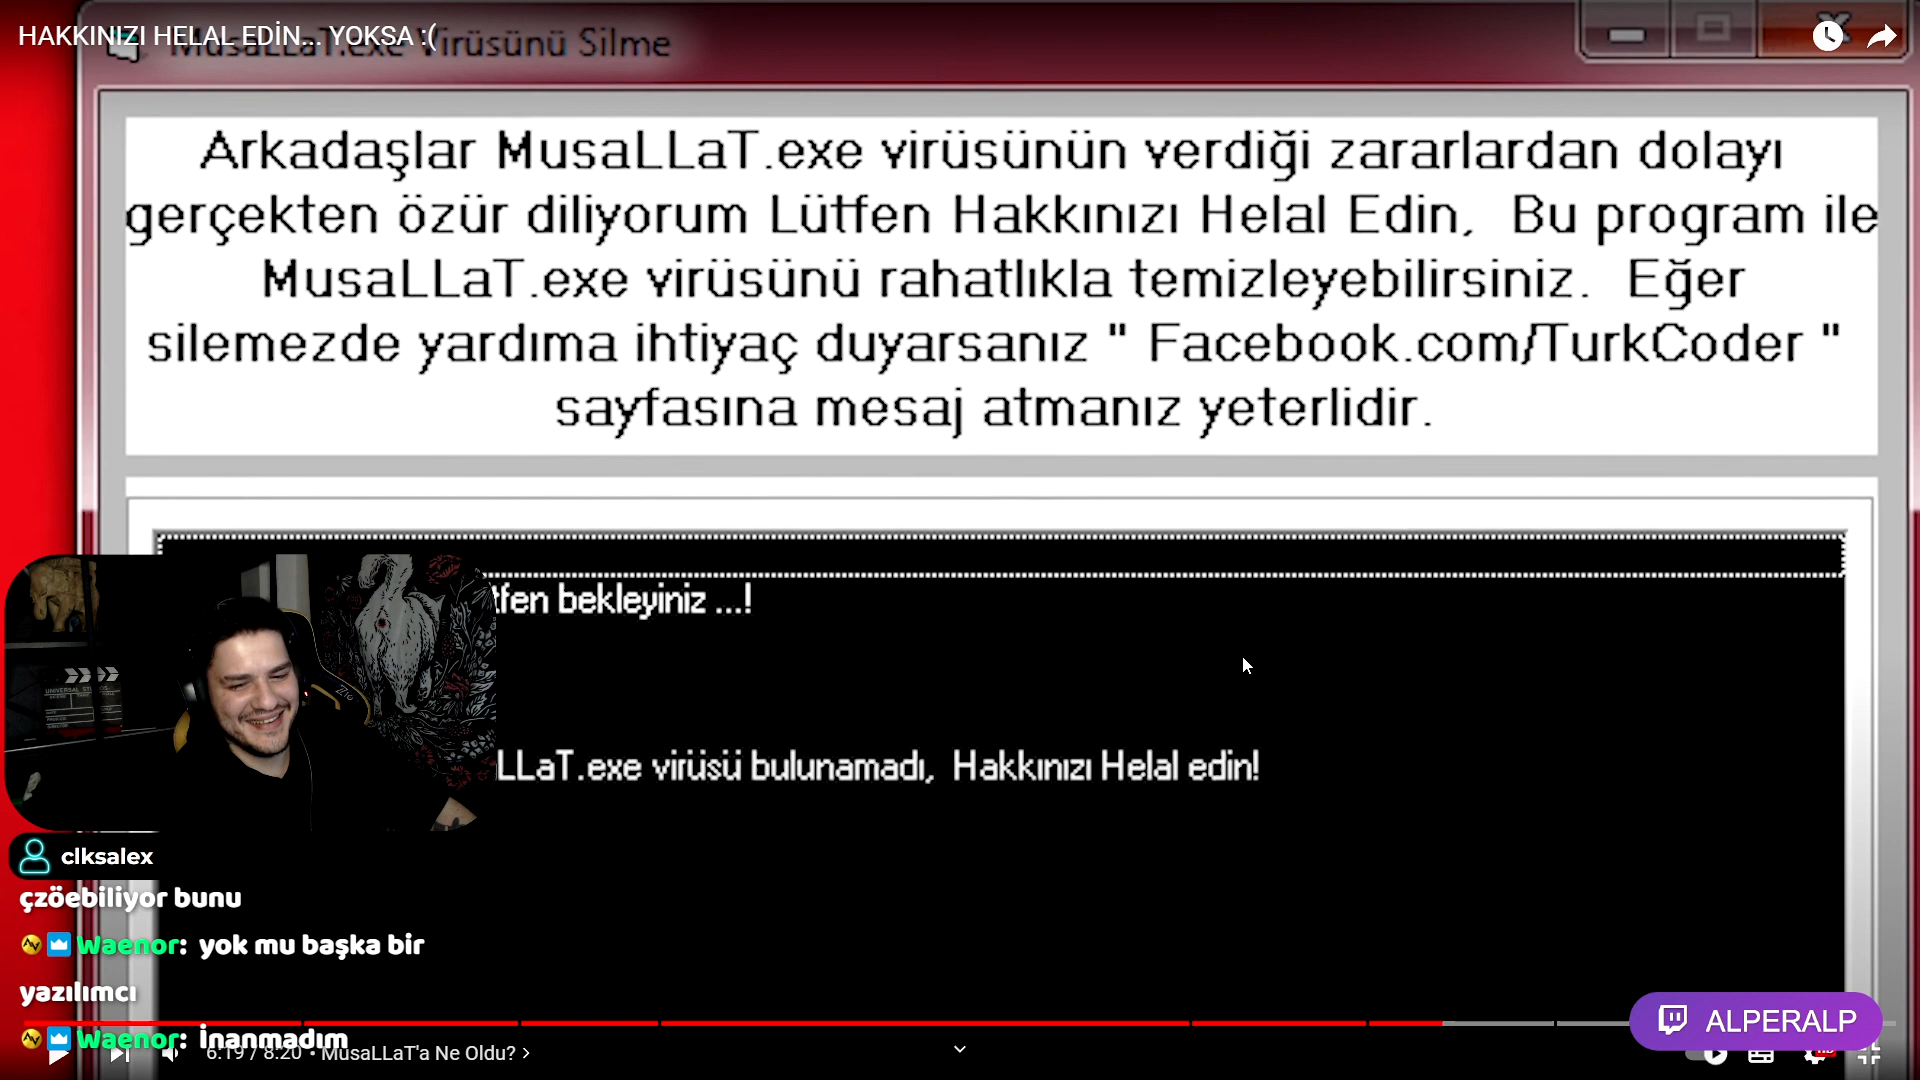 HAKKINIZI HELAL EDİN... YOKSA :(
MusaLLaT.exe Virüsünü Silme
Arkadaşlar MusaLLaT.exe virüsünün verdiği zararlardan dolayı
gerçekten özür diliyorum Lütfen Hakkınızı Helal Edin, Bu program ile
MusaLLaT.exe virüsünü rahatlıkla temizleyebilirsiniz. Eğer
silemezde yardıma ihtiyaç duyarsanız " Facebook.com/TurkCoder "
sayfasına mesaj atmanız yeterlidir.
tfen bekleyiniz ...!
LLaT.exe virüsü bulunamadı, Hakkınızı Helal edin!
clksalex
çzöebiliyor bunu
Waenor: yok mu başka bir
yazılımcı
Waenor: İnanmadım
ALPERALP
6:19 / 8:20 • MusaLLaT'a Ne Oldu? >
HD